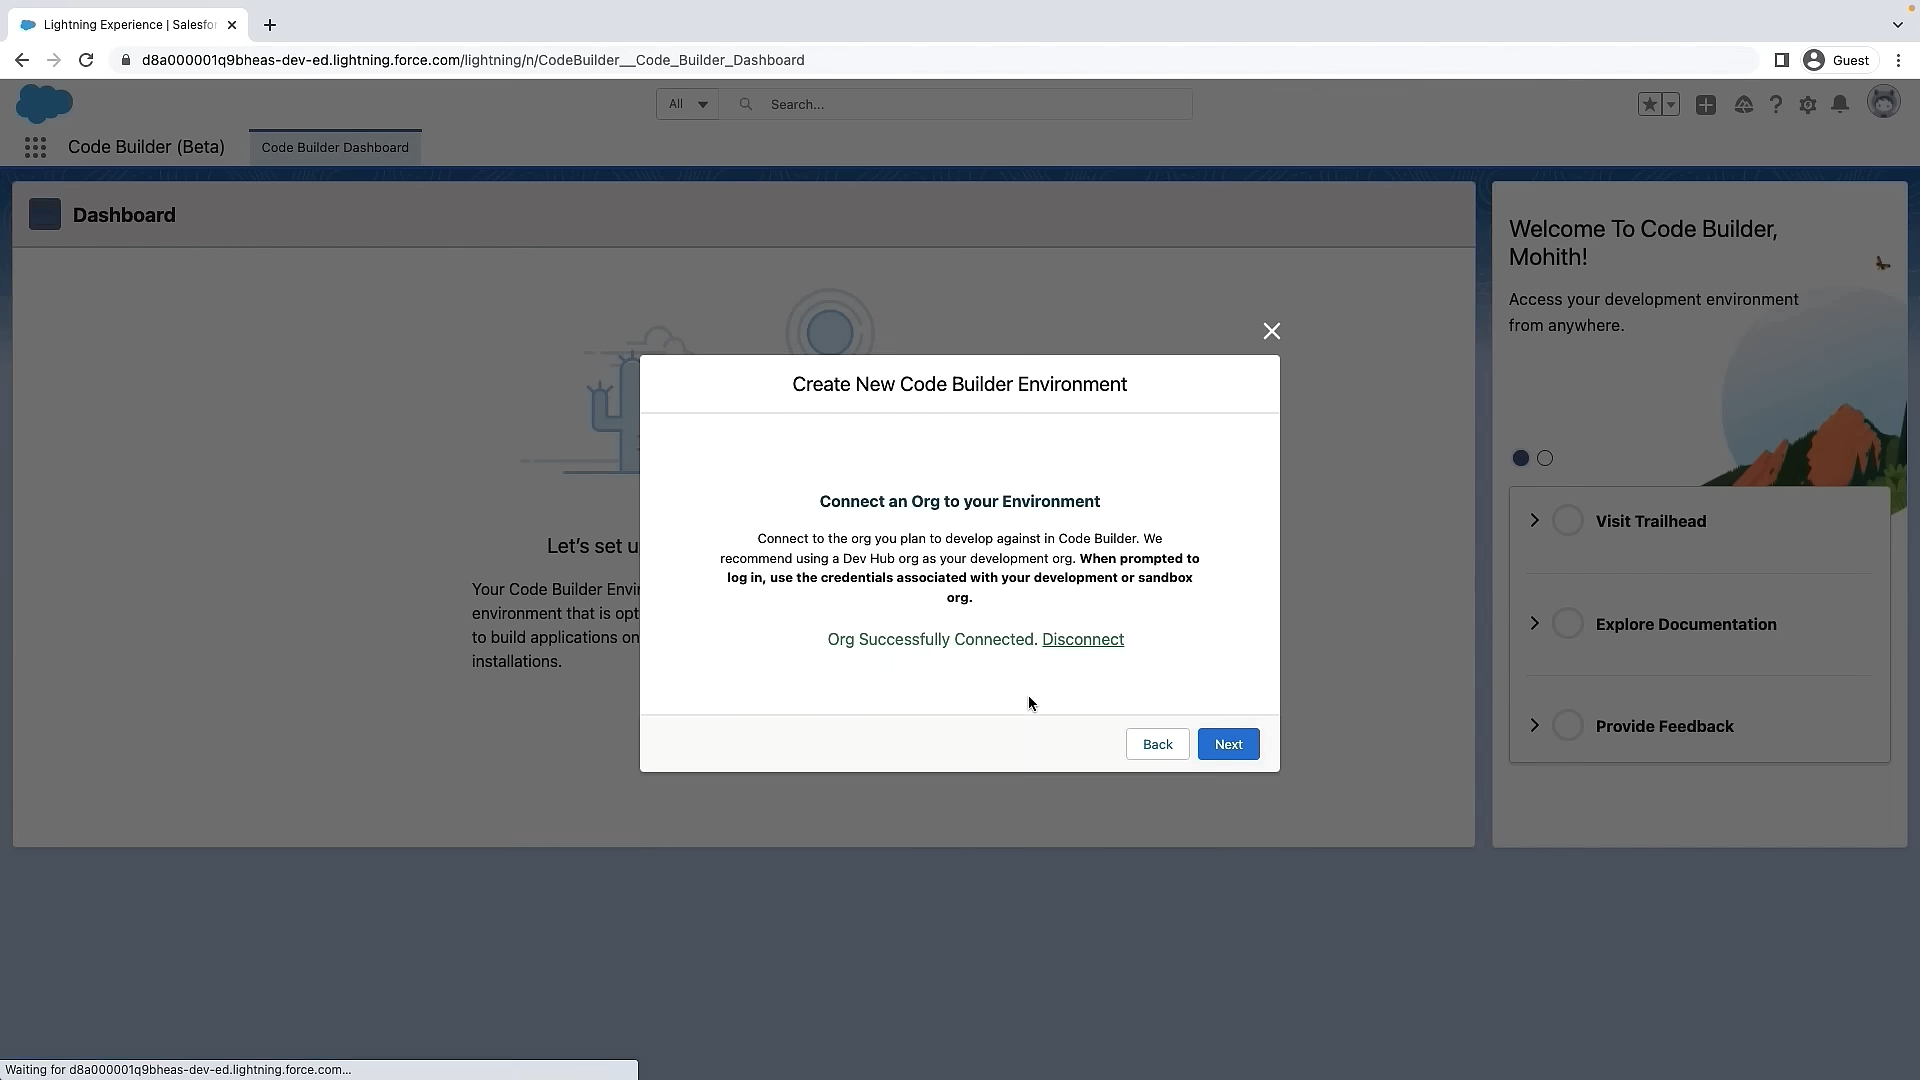 Lightning Experience | Salesfor
d8a000001q9bheas-dev-ed.lightning.force.com/lightning/n/CodeBuilder__Code_Builder_Dashboard
Guest
All
Search...
Code Builder (Beta)
Code Builder Dashboard
Dashboard
Let's set u
Your Code Builder Envi
environment that is opt
to build applications on
installations.
Create New Code Builder Environment
Connect an Org to your Environment
Connect to the org you plan to develop against in Code Builder. We
recommend using a Dev Hub org as your development org. When prompted to
log in, use the credentials associated with your development or sandbox
org.
Org Successfully Connected. Disconnect
Back
Next
Welcome To Code Builder,
Mohith!
Access your development environment
from anywhere.
Visit Trailhead
Explore Documentation
Provide Feedback
Waiting for d8a000001q9bheas-dev-ed.lightning.force.com...